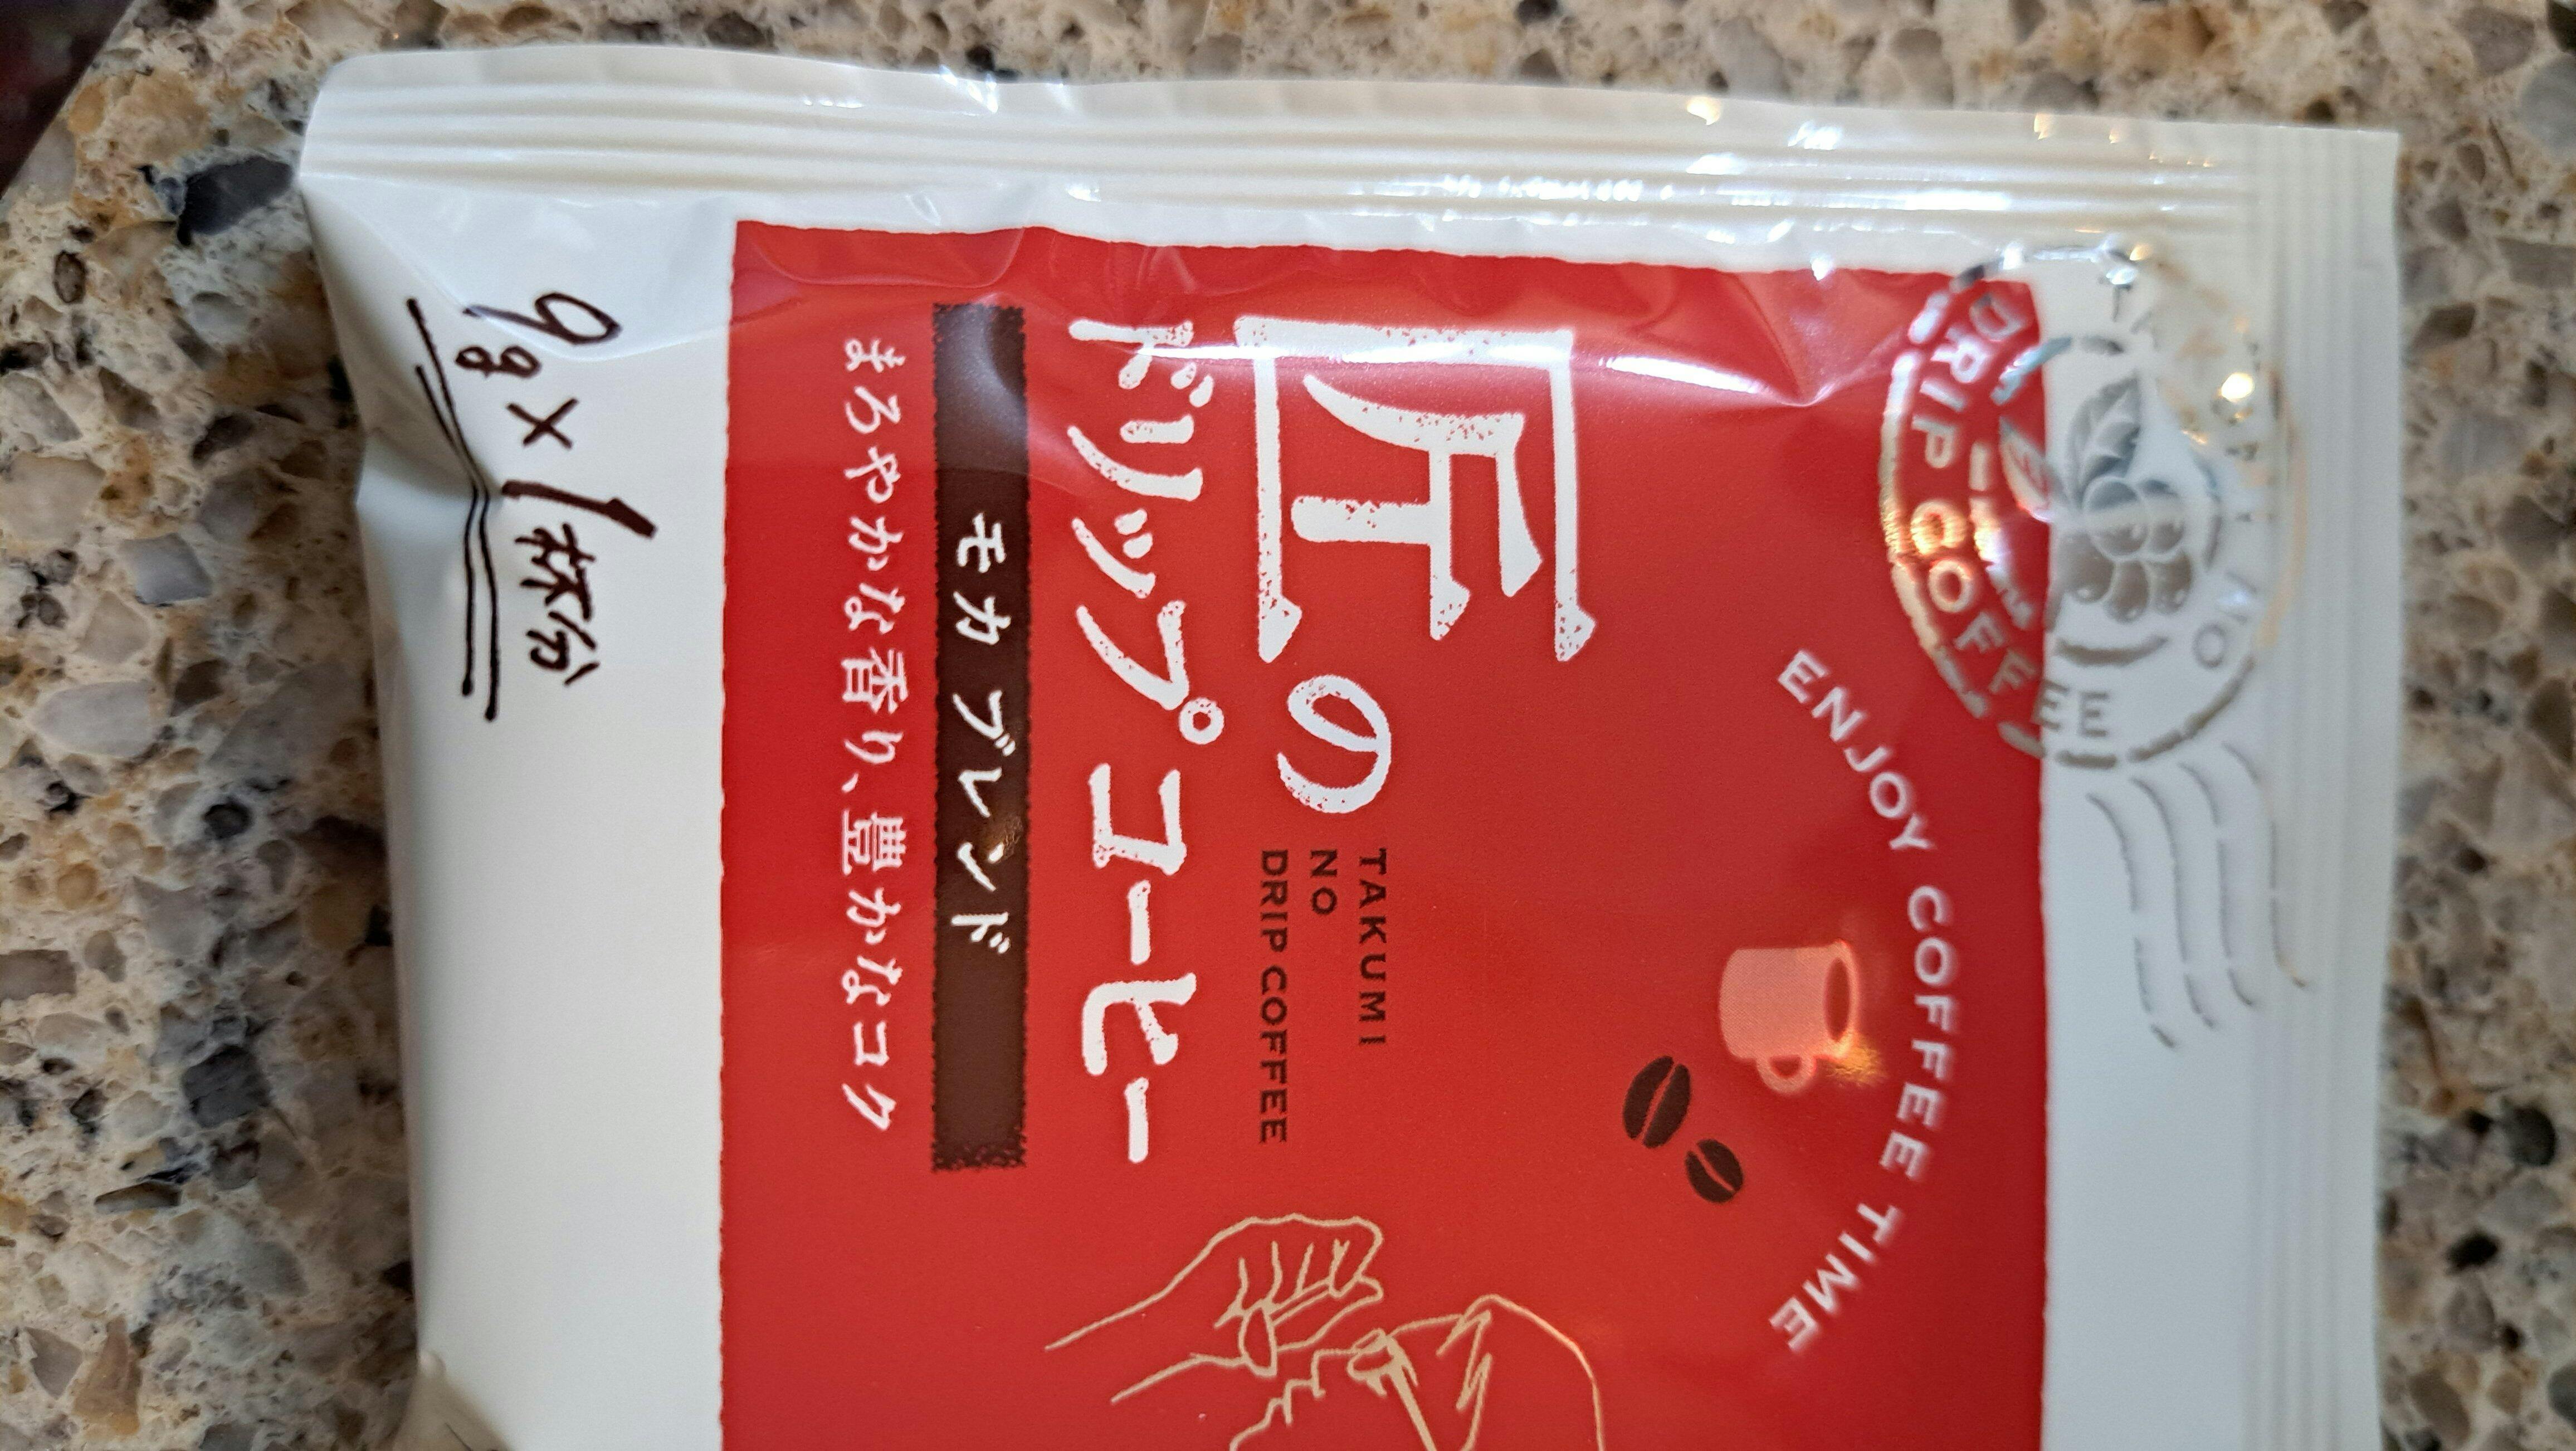 TAKUMI NO
DRIP COFFEE
ENJOY COFFEE TIME
匠の
TAKUMI
NO
DRIP COFFEE
ドリップコーヒー
モカ ブレンド
まろやかな香り、豊かなコク
9g×1杯分